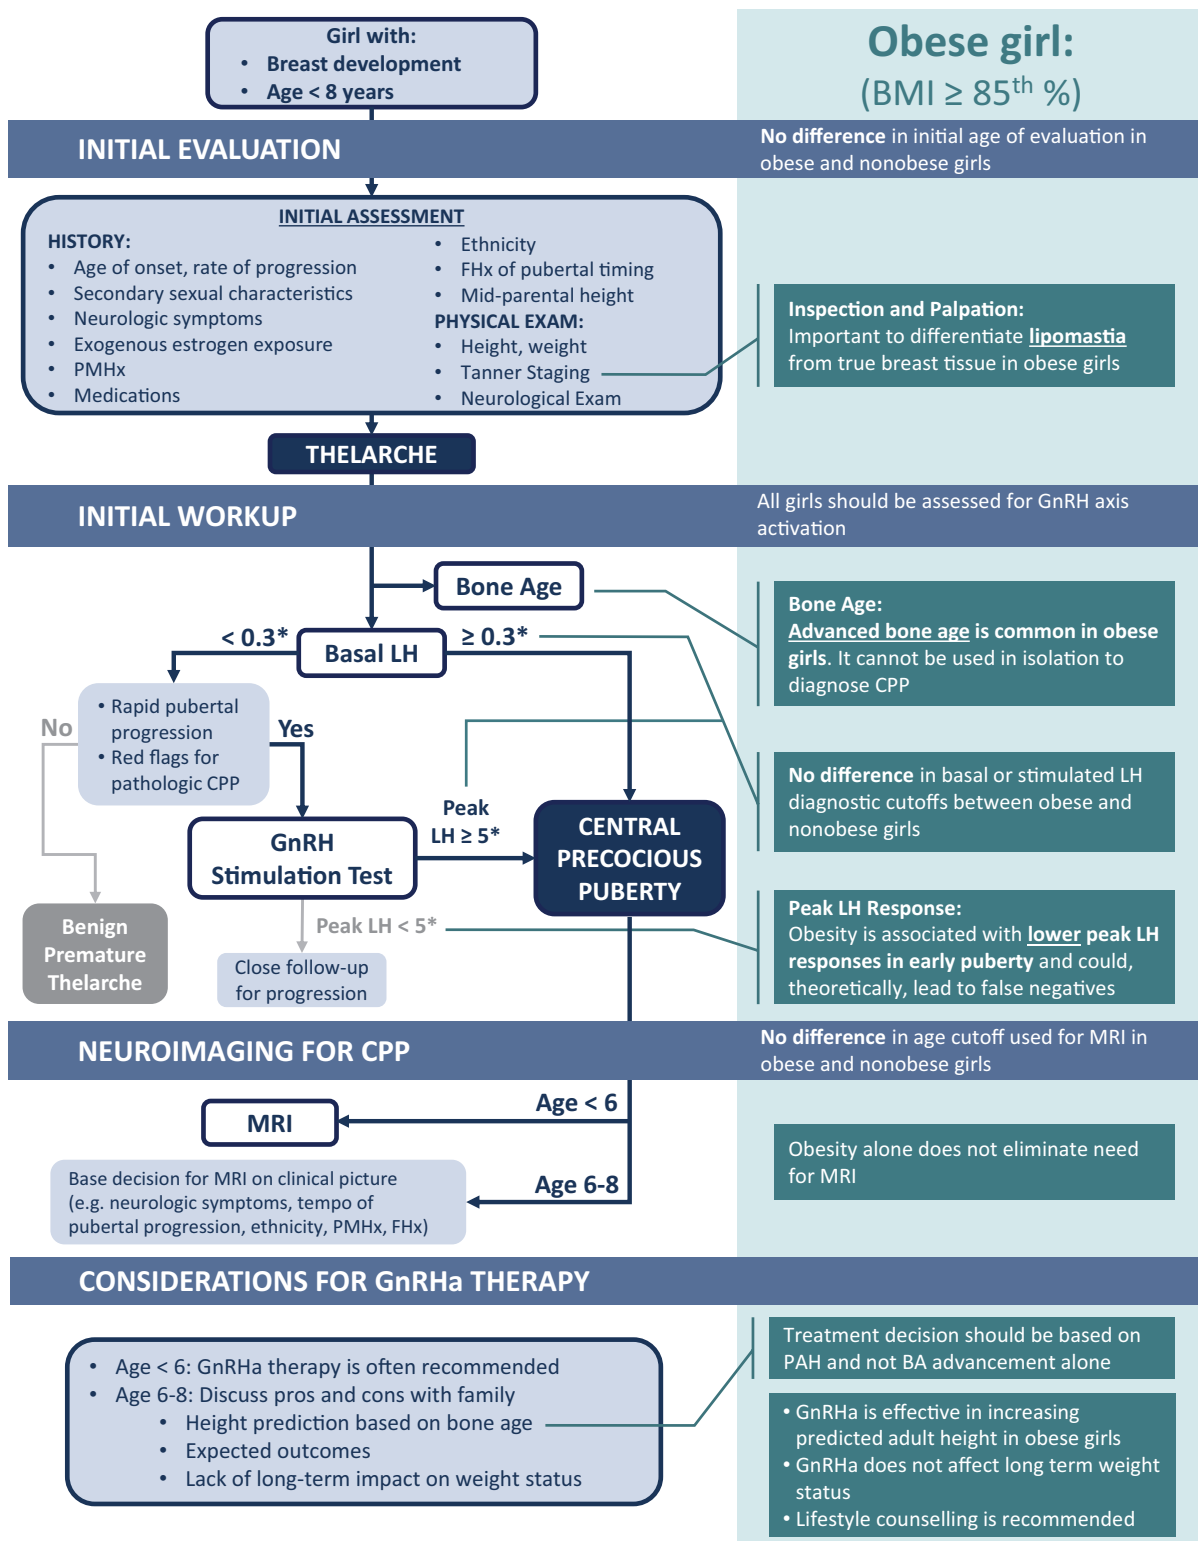 Girl with:
• Breast development
• Age < 8 years
Obese girl:
(BMI ≥ 85th %)
INITIAL EVALUATION
No difference in initial age of evaluation in
obese and nonobese girls
INITIAL ASSESSMENT
HISTORY:
• Age of onset, rate of progression
• Secondary sexual characteristics
• Neurologic symptoms
• Exogenous estrogen exposure
• PMHx
• Medications
• Ethnicity
• FHx of pubertal timing
• Mid-parental height
PHYSICAL EXAM:
• Height, weight
• Tanner Staging
• Neurological Exam
Inspection and Palpation:
Important to differentiate lipomastia
from true breast tissue in obese girls
THELARCHE
INITIAL WORKUP
All girls should be assessed for GnRH axis
activation
Bone Age
< 0.3*
Basal LH
≥ 0.3*
Bone Age:
Advanced bone age is common in obese
girls. It cannot be used in isolation to
diagnose CPP
No
• Rapid pubertal
progression
• Red flags for
pathologic CPP
Yes
No difference in basal or stimulated LH
diagnostic cutoffs between obese and
nonobese girls
GnRH
Stimulation Test
Peak
LH ≥ 5*
CENTRAL
PRECOCIOUS
PUBERTY
Benign
Premature
Thelarche
Peak LH < 5*
Close follow-up
for progression
Peak LH Response:
Obesity is associated with lower peak LH
responses in early puberty and could,
theoretically, lead to false negatives
NEUROIMAGING FOR CPP
No difference in age cutoff used for MRI in
obese and nonobese girls
Age < 6
MRI
Age 6-8
Base decision for MRI on clinical picture
(e.g. neurologic symptoms, tempo of
pubertal progression, ethnicity, PMHx, FHx)
Obesity alone does not eliminate need
for MRI
CONSIDERATIONS FOR GnRHa THERAPY
• Age < 6: GnRHa therapy is often recommended
• Age 6-8: Discuss pros and cons with family
• Height prediction based on bone age
• Expected outcomes
• Lack of long-term impact on weight status
Treatment decision should be based on
PAH and not BA advancement alone
• GnRHa is effective in increasing
predicted adult height in obese girls
• GnRHa does not affect long term weight
status
• Lifestyle counselling is recommended